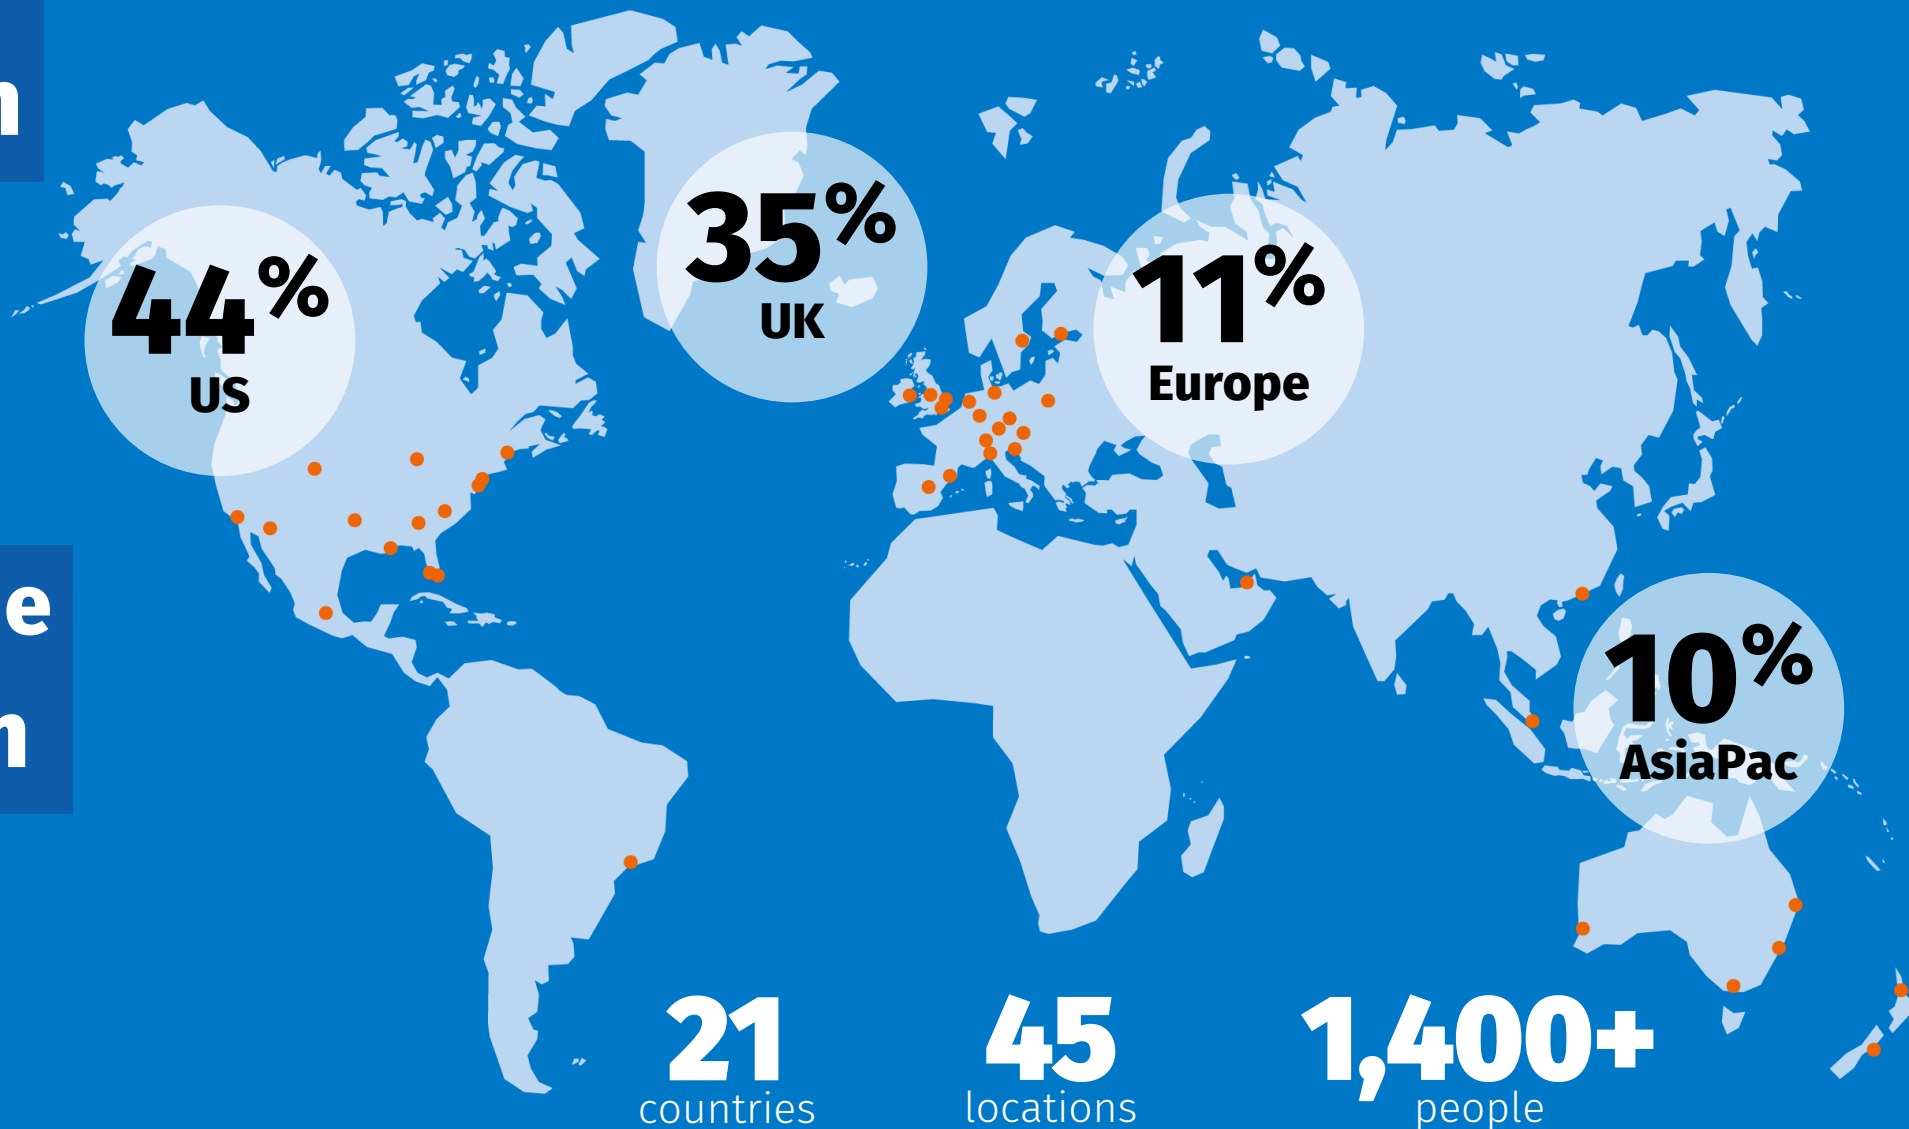 44%
US
35%
UK
11%
Europe
10%
AsiaPac
21
countries
45
locations
1,400+
people